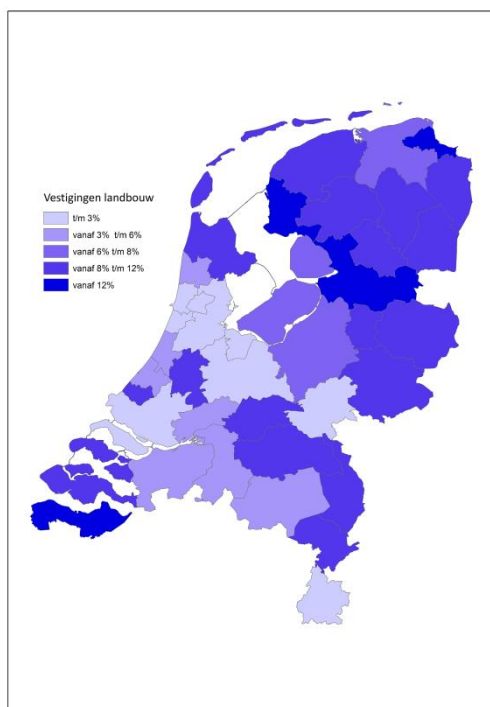 Vestigingen landbouw
t/m 3%
vanaf 3% t/m 6%
vanaf 6% t/m 8%
vanaf 8% t/m 12%
vanaf 12%